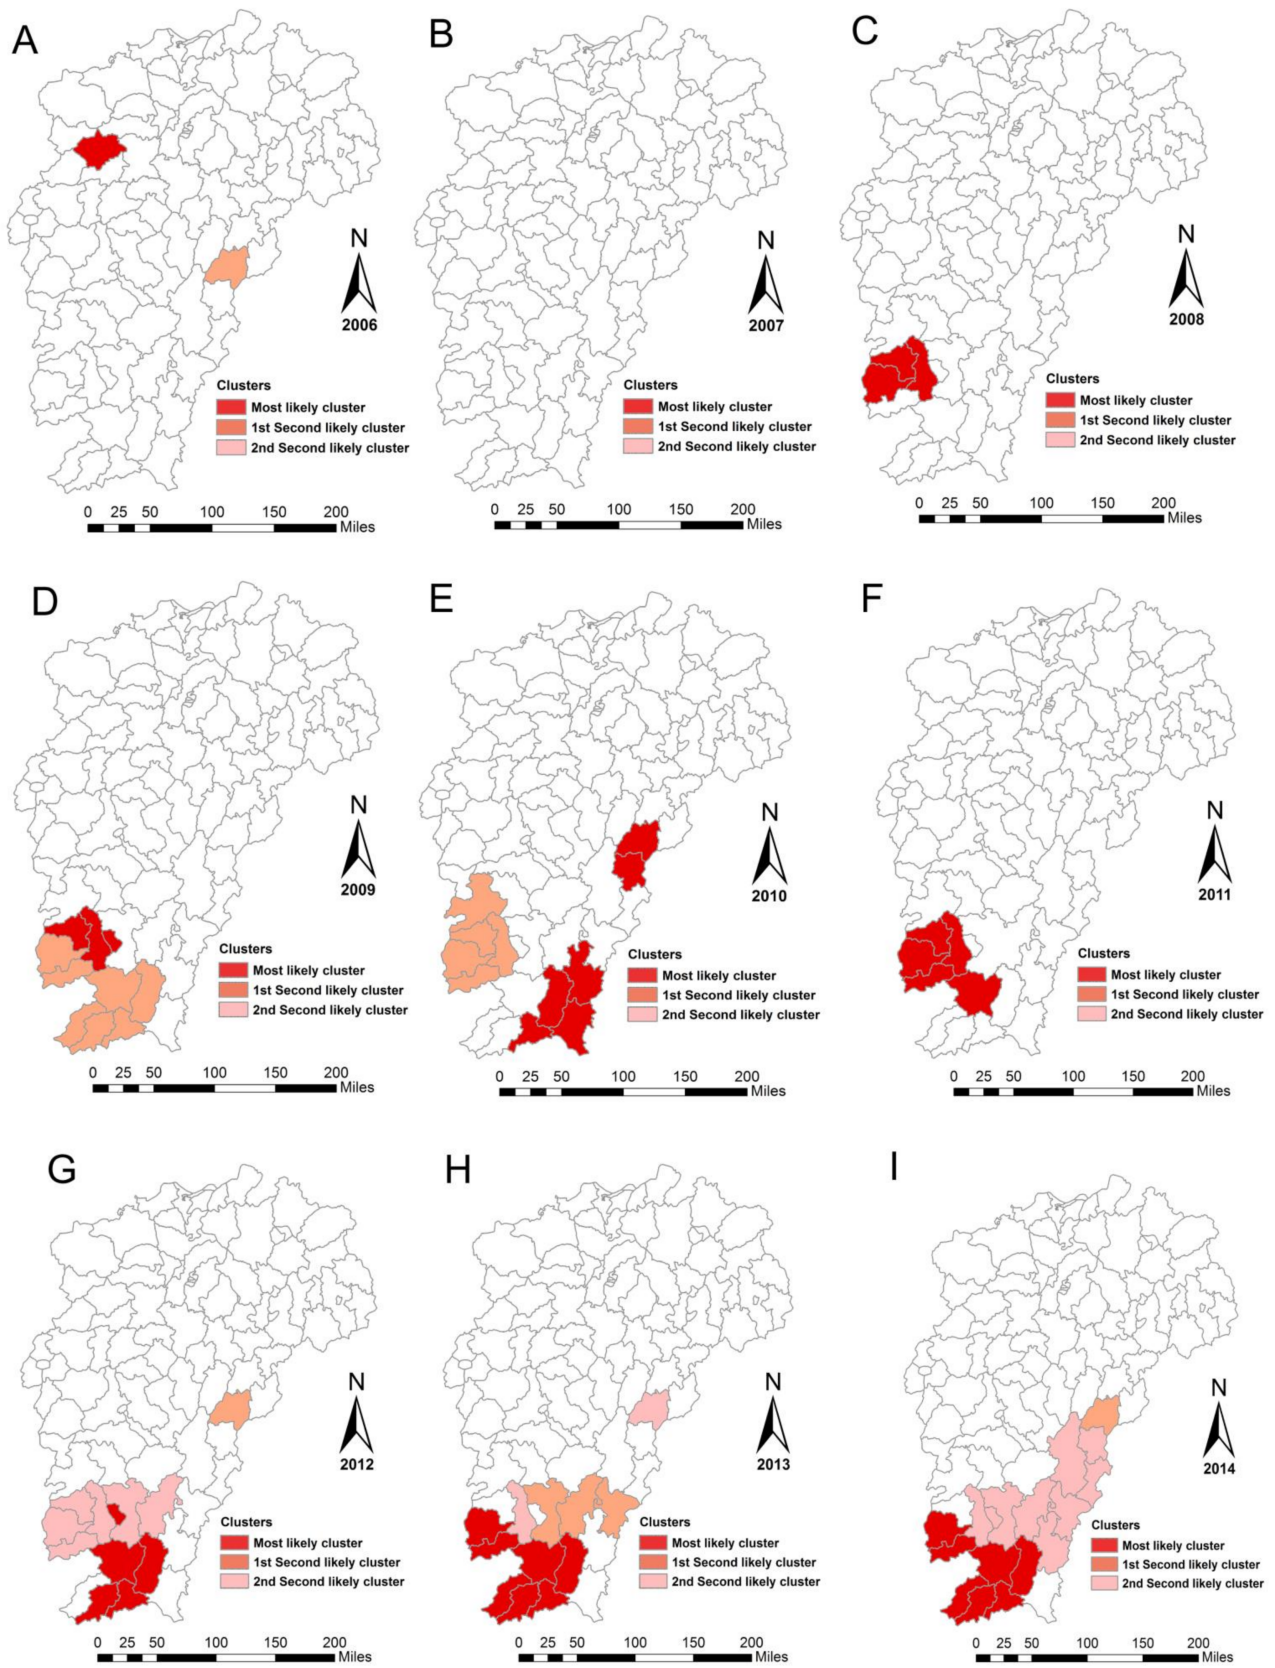 A
N
2006
Clusters
Most likely cluster
1st Second likely cluster
2nd Second likely cluster
0 25 50 100 150 200
Miles
B
N
2007
Clusters
Most likely cluster
1st Second likely cluster
2nd Second likely cluster
0 25 50 100 150 200
Miles
C
N
2008
Clusters
Most likely cluster
1st Second likely cluster
2nd Second likely cluster
0 25 50 100 150 200
Miles
D
N
2009
Clusters
Most likely cluster
1st Second likely cluster
2nd Second likely cluster
0 25 50 100 150 200
Miles
E
N
2010
Clusters
Most likely cluster
1st Second likely cluster
2nd Second likely cluster
0 25 50 100 150 200
Miles
F
N
2011
Clusters
Most likely cluster
1st Second likely cluster
2nd Second likely cluster
0 25 50 100 150 200
Miles
G
N
2012
Clusters
Most likely cluster
1st Second likely cluster
2nd Second likely cluster
0 25 50 100 150 200
Miles
H
N
2013
Clusters
Most likely cluster
1st Second likely cluster
2nd Second likely cluster
0 25 50 100 150 200
Miles
I
N
2014
Clusters
Most likely cluster
1st Second likely cluster
2nd Second likely cluster
0 25 50 100 150 200
Miles